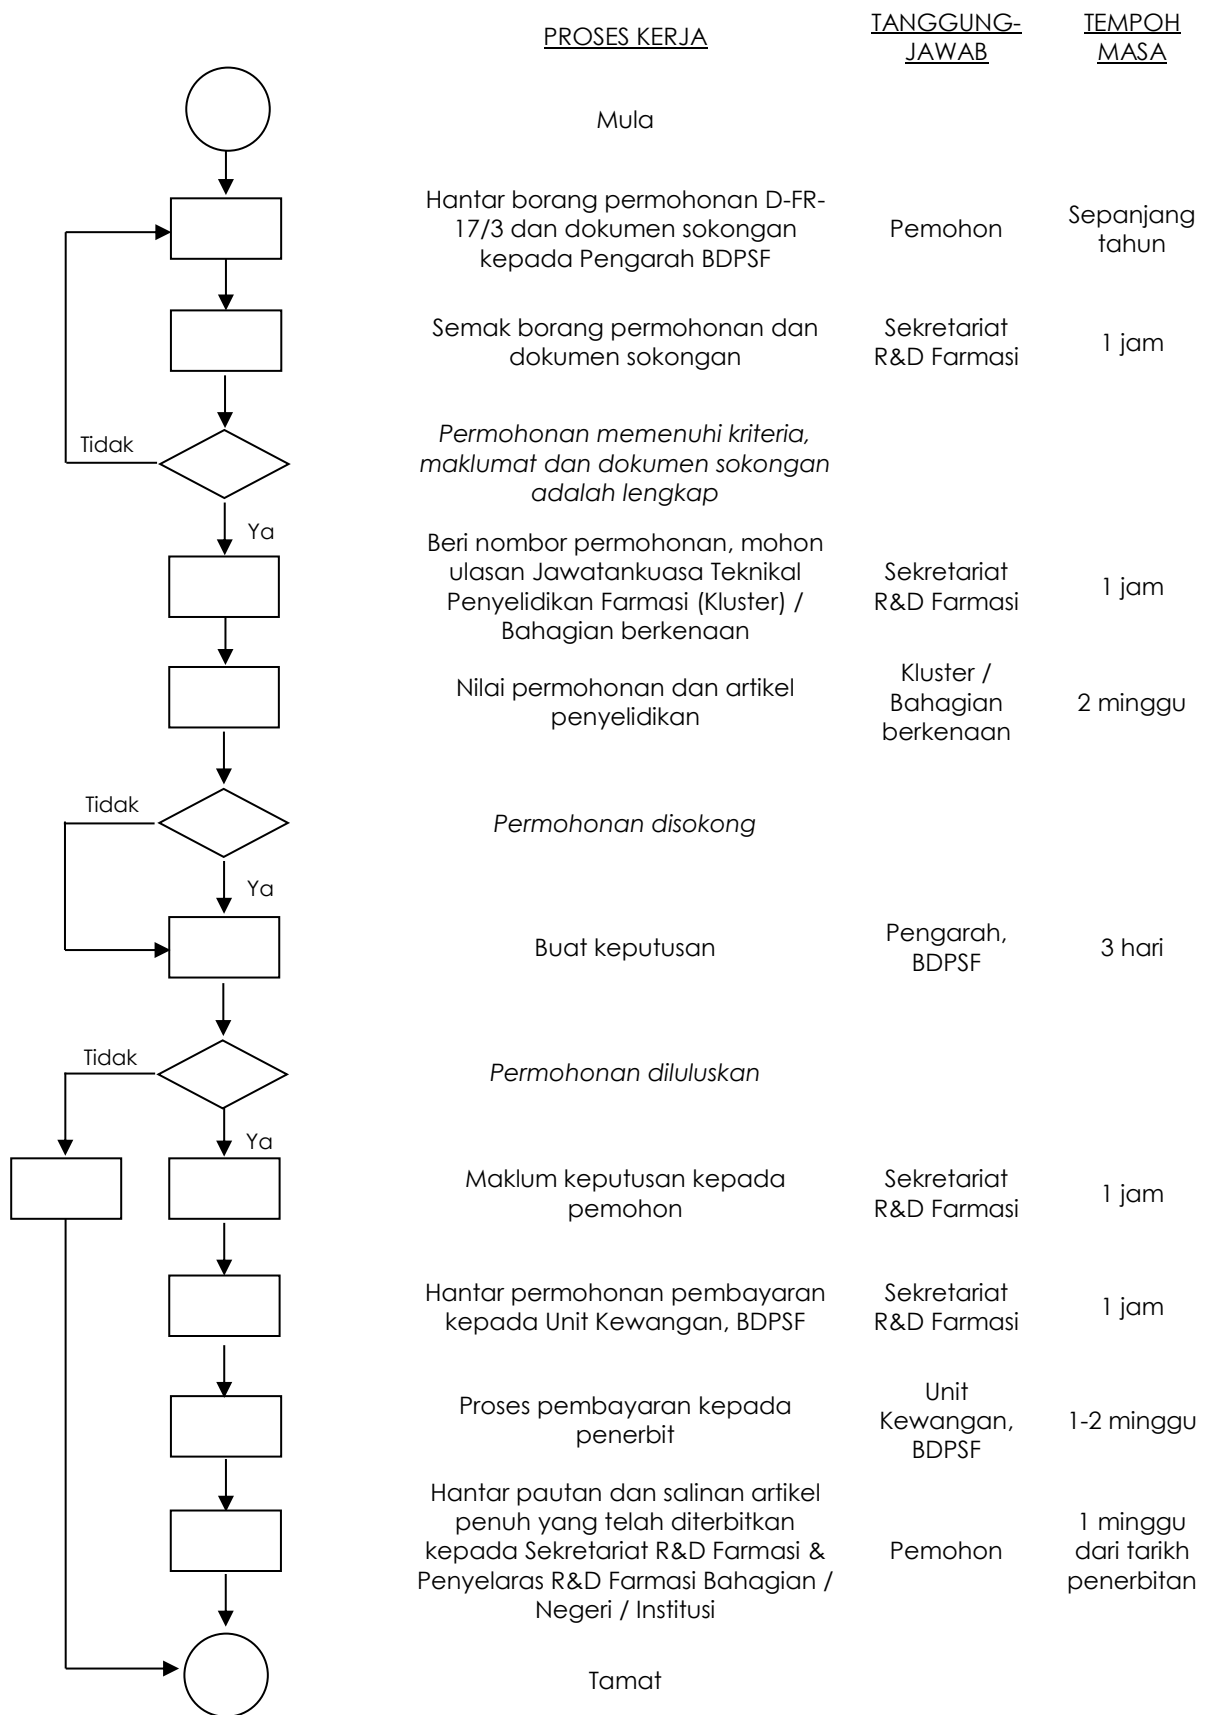 PROSES KERJA
TANGGUNG-
JAWAB
TEMPOH
MASA
Mula
Hantar borang permohonan D-FR-
17/3 dan dokumen sokongan
kepada Pengarah BDPSF
Pemohon
Sepanjang
tahun
Semak borang permohonan dan
dokumen sokongan
Sekretariat
R&D Farmasi
1 jam
Tidak
Permohonan memenuhi kriteria,
maklumat dan dokumen sokongan
adalah lengkap
Ya
Beri nombor permohonan, mohon
ulasan Jawatankuasa Teknikal
Penyelidikan Farmasi (Kluster) /
Bahagian berkenaan
Sekretariat
R&D Farmasi
1 jam
Nilai permohonan dan artikel
penyelidikan
Kluster /
Bahagian
berkenaan
2 minggu
Tidak
Permohonan disokong
Ya
Buat keputusan
Pengarah,
BDPSF
3 hari
Tidak
Permohonan diluluskan
Ya
Maklum keputusan kepada
pemohon
Sekretariat
R&D Farmasi
1 jam
Hantar permohonan pembayaran
kepada Unit Kewangan, BDPSF
Sekretariat
R&D Farmasi
1 jam
Proses pembayaran kepada
penerbit
Unit
Kewangan,
BDPSF
1-2 minggu
Hantar pautan dan salinan artikel
penuh yang telah diterbitkan
kepada Sekretariat R&D Farmasi &
Penyelaras R&D Farmasi Bahagian /
Negeri / Institusi
Pemohon
1 minggu
dari tarikh
penerbitan
Tamat